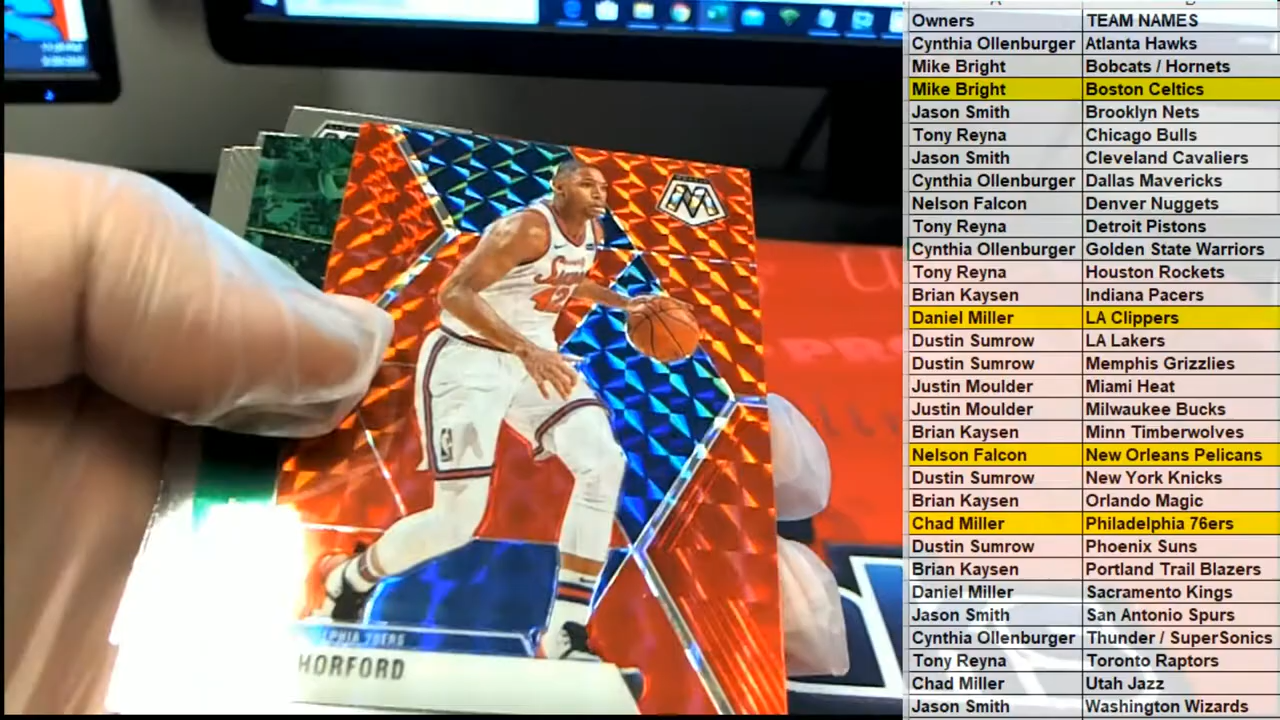 Owners TEAM NAMES
Cynthia Ollenburger Atlanta Hawks
Mike Bright Bobcats / Hornets
Mike Bright Boston Celtics
Jason Smith Brooklyn Nets
Tony Reyna Chicago Bulls
Jason Smith Cleveland Cavaliers
Cynthia Ollenburger Dallas Mavericks
Nelson Falcon Denver Nuggets
Tony Reyna Detroit Pistons
Cynthia Ollenburger Golden State Warriors
Tony Reyna Houston Rockets
Brian Kaysen Indiana Pacers
Daniel Miller LA Clippers
Dustin Sumrow LA Lakers
Dustin Sumrow Memphis Grizzlies
Justin Moulder Miami Heat
Justin Moulder Milwaukee Bucks
Brian Kaysen Minn Timberwolves
Nelson Falcon New Orleans Pelicans
Dustin Sumrow New York Knicks
Brian Kaysen Orlando Magic
Chad Miller Philadelphia 76ers
Dustin Sumrow Phoenix Suns
Brian Kaysen Portland Trail Blazers
Daniel Miller Sacramento Kings
Jason Smith San Antonio Spurs
Cynthia Ollenburger Thunder / SuperSonics
Tony Reyna Toronto Raptors
Chad Miller Utah Jazz
Jason Smith Washington Wizards
M
LPHIA 76ERS
HORFORD